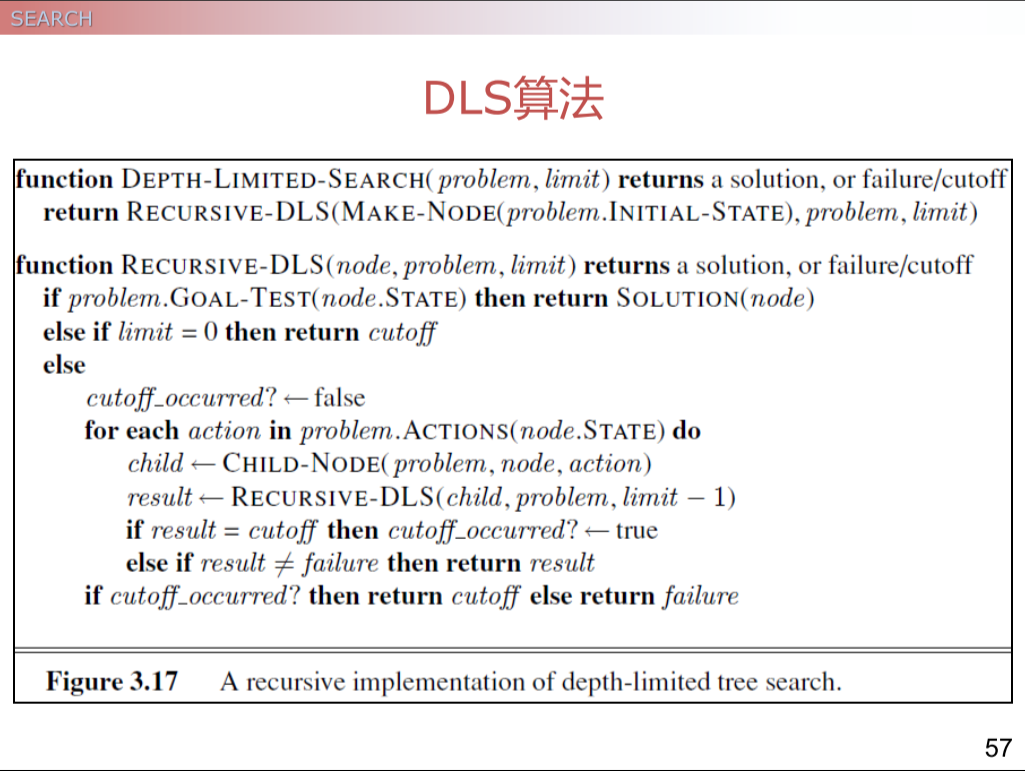 SEARCH
DLS算法
function DEPTH-LIMITED-SEARCH(problem, limit) returns a solution, or failure/cutoff
return RECURSIVE-DLS(MAKE-NODE(problem.INITIAL-STATE), problem, limit)
function RECURSIVE-DLS(node, problem, limit) returns a solution, or failure/cutoff
if problem.GOAL-TEST(node.STATE) then return SOLUTION(node)
else if limit = 0 then return cutoff
else
cutoff_occurred? ← false
for each action in problem.ACTIONS(node.STATE) do
child ← CHILD-NODE(problem, node, action)
result ← RECURSIVE-DLS(child, problem, limit − 1)
if result = cutoff then cutoff_occurred? ← true
else if result ≠ failure then return result
if cutoff_occurred? then return cutoff else return failure
Figure 3.17 A recursive implementation of depth-limited tree search.
57